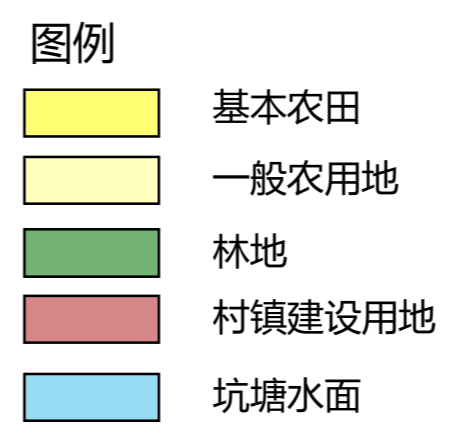 图例
基本农田
一般农用地
林地
村镇建设用地
坑塘水面